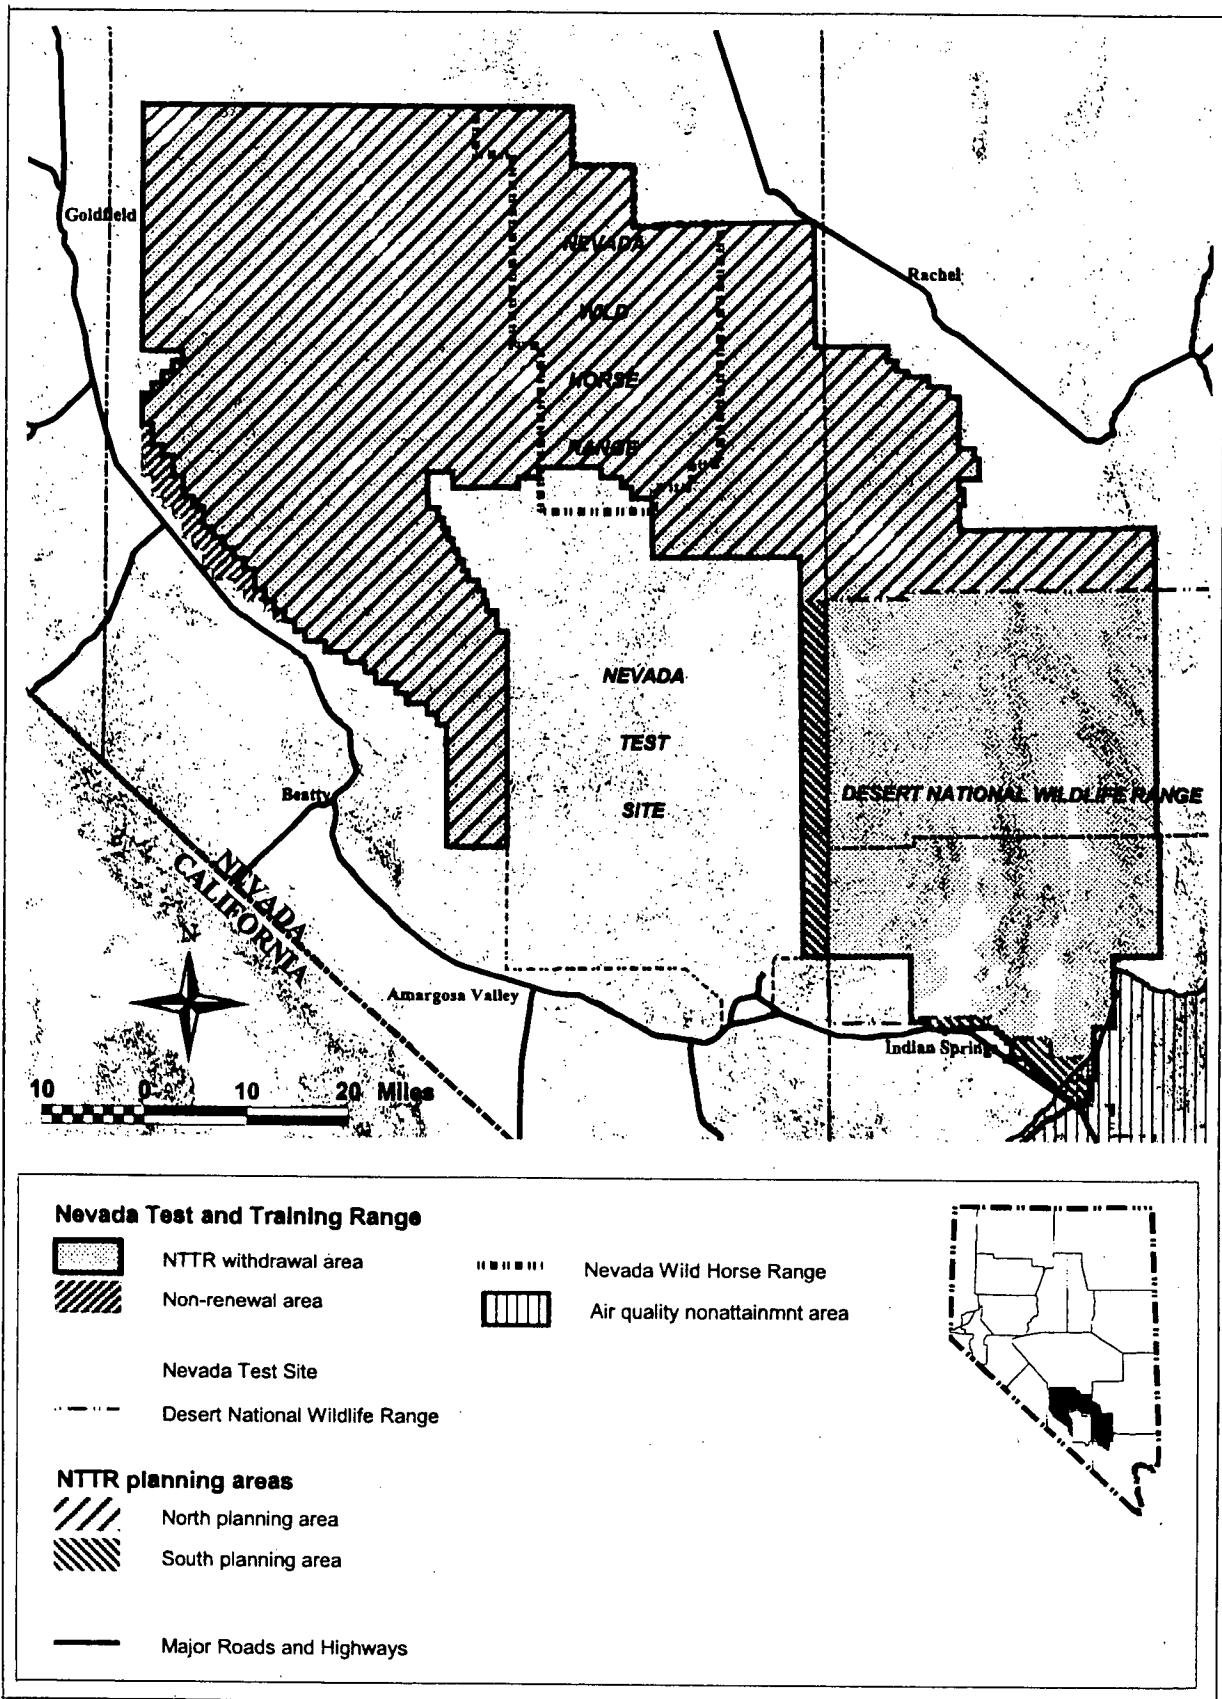 Goldfield
NEVADA
WILD
HORSE
RANGE
Rachel
NEVADA
TEST
SITE
DESERT NATIONAL WILDLIFE RANGE
Beatty
NEVADA
CALIFORNIA
N
Amargosa Valley
Indian Springs
10 0 10 20 Miles
Nevada Test and Training Range
NTTR withdrawal area
Non-renewal area
Nevada Test Site
Desert National Wildlife Range
Nevada Wild Horse Range
Air quality nonattainmnt area
NTTR planning areas
North planning area
South planning area
Major Roads and Highways